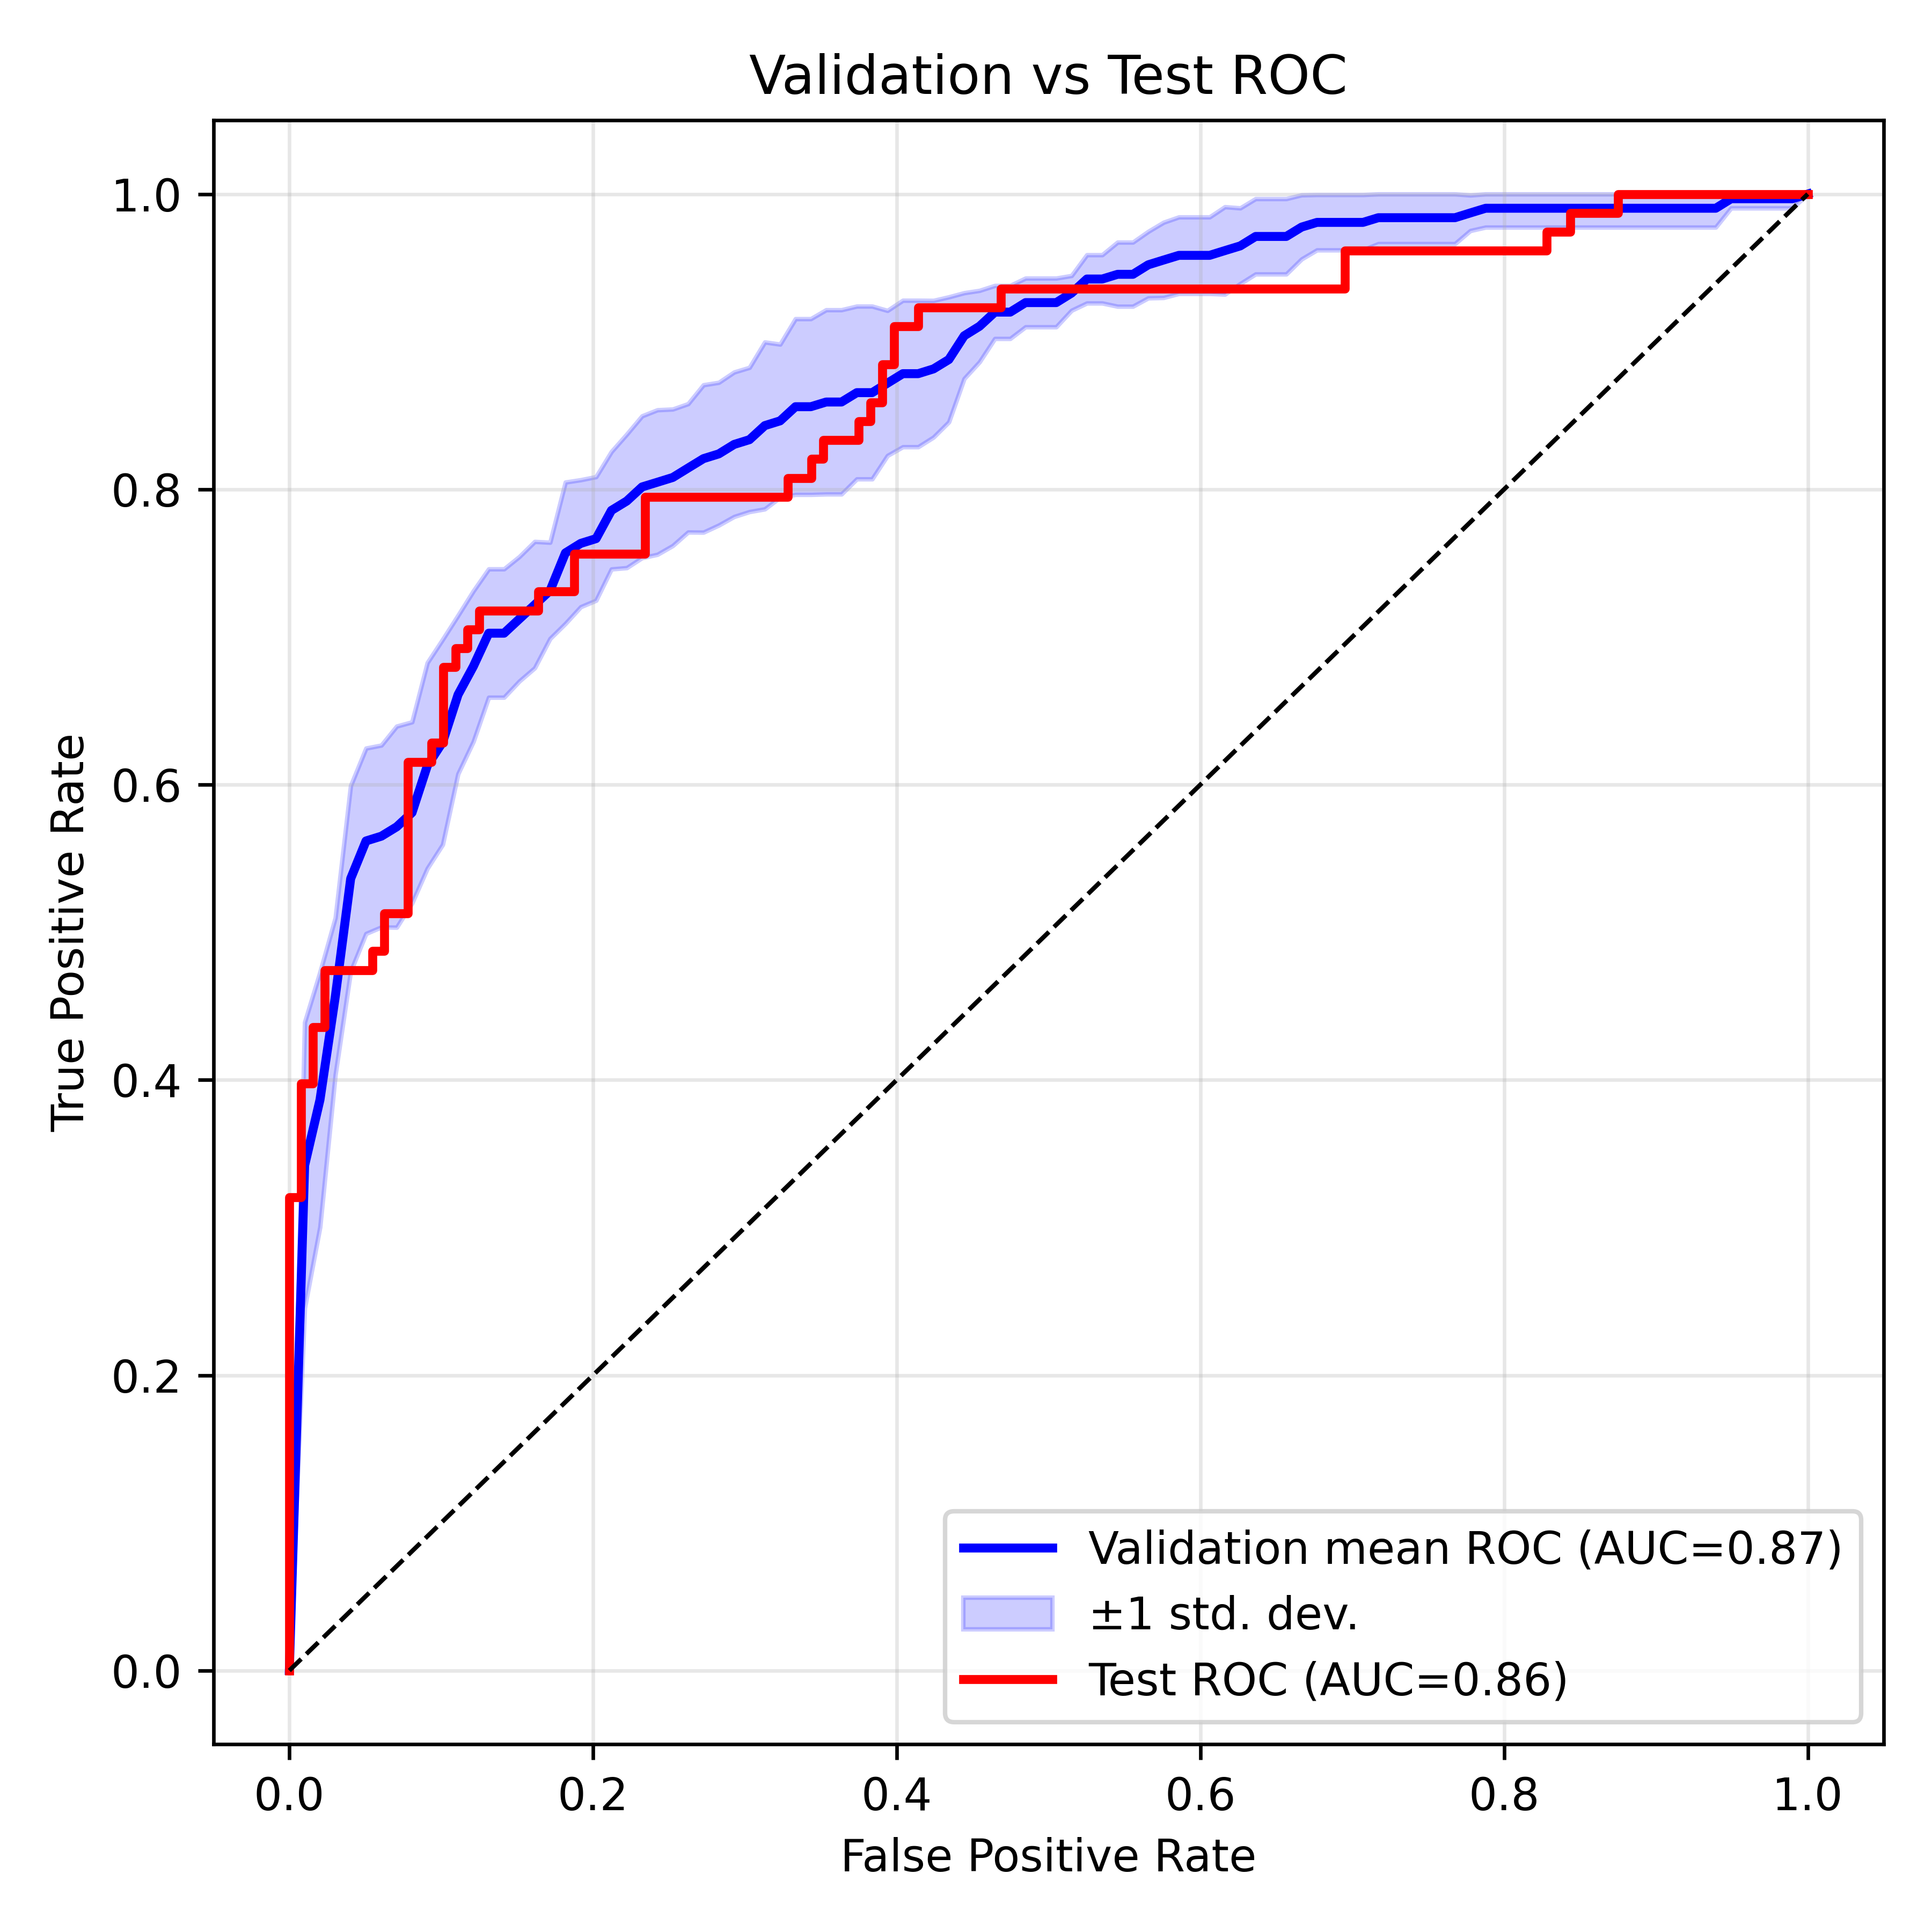 Validation vs Test ROC
1.0
0.8
0.6
0.4
0.2
0.0
True Positive Rate
Validation mean ROC (AUC=0.87)
±1 std. dev.
Test ROC (AUC=0.86)
0.0 0.2 0.4 0.6 0.8 1.0
False Positive Rate